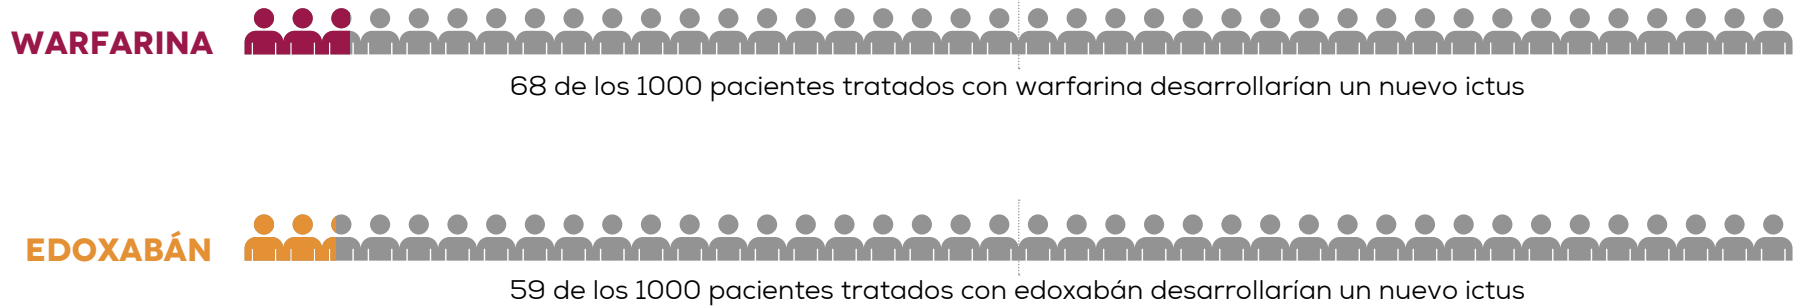 WARFARINA
68 de los 1000 pacientes tratados con warfarina desarrollarían un nuevo ictus
EDOXABÁN
59 de los 1000 pacientes tratados con edoxabán desarrollarían un nuevo ictus